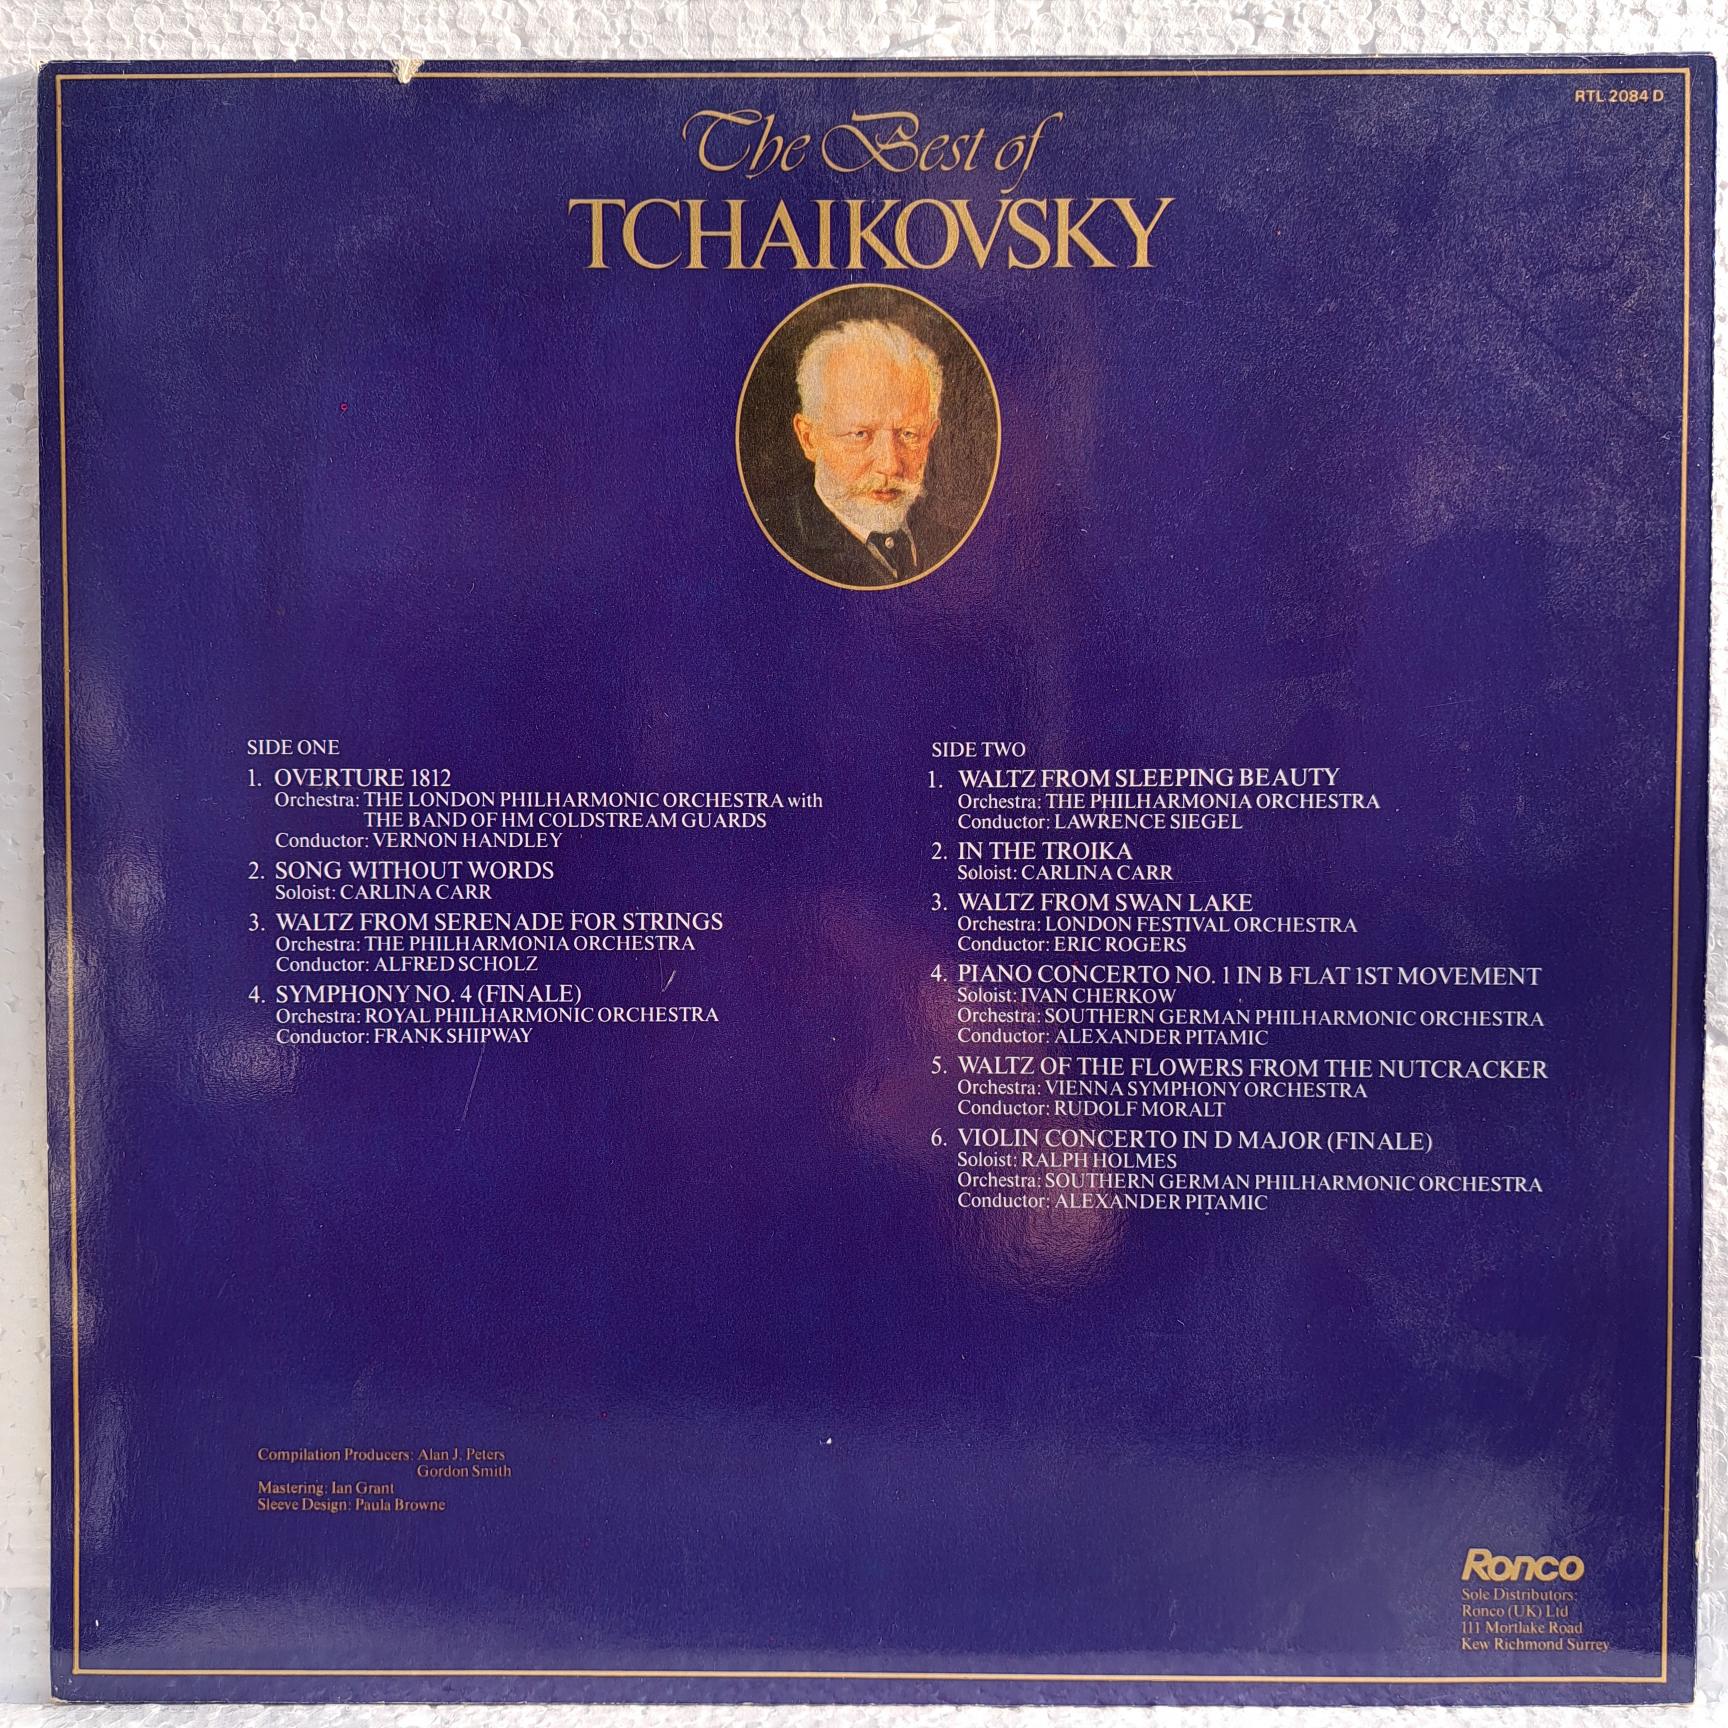 RTL 2084 D
The Best of
TCHAIKOVSKY
SIDE ONE
1. OVERTURE 1812
Orchestra: THE LONDON PHILHARMONIC ORCHESTRA with
THE BAND OF HM COLDSTREAM GUARDS
Conductor: VERNON HANDLEY
2. SONG WITHOUT WORDS
Soloist: CARLINA CARR
3. WALTZ FROM SERENADE FOR STRINGS
Orchestra: THE PHILHARMONIA ORCHESTRA
Conductor: ALFRED SCHOLZ
4. SYMPHONY NO. 4 (FINALE)
Orchestra: ROYAL PHILHARMONIC ORCHESTRA
Conductor: FRANK SHIPWAY
SIDE TWO
1. WALTZ FROM SLEEPING BEAUTY
Orchestra: THE PHILHARMONIA ORCHESTRA
Conductor: LAWRENCE SIEGEL
2. IN THE TROIKA
Soloist: CARLINA CARR
3. WALTZ FROM SWAN LAKE
Orchestra: LONDON FESTIVAL ORCHESTRA
Conductor: ERIC ROGERS
4. PIANO CONCERTO NO. 1 IN B FLAT 1ST MOVEMENT
Soloist: IVAN CHERKOW
Orchestra: SOUTHERN GERMAN PHILHARMONIC ORCHESTRA
Conductor: ALEXANDER PITAMIC
5. WALTZ OF THE FLOWERS FROM THE NUTCRACKER
Orchestra: VIENNA SYMPHONY ORCHESTRA
Conductor: RUDOLF MORALT
6. VIOLIN CONCERTO IN D MAJOR (FINALE)
Soloist: RALPH HOLMES
Orchestra: SOUTHERN GERMAN PHILHARMONIC ORCHESTRA
Conductor: ALEXANDER PITAMIC
Compilation Producers: Alan J. Peters
Gordon Smith
Mastering: Ian Grant
Sleeve Design: Paula Browne
Ronco
Sole Distributors:
Ronco (UK) Ltd
111 Mortlake Road
Kew Richmond Surrey